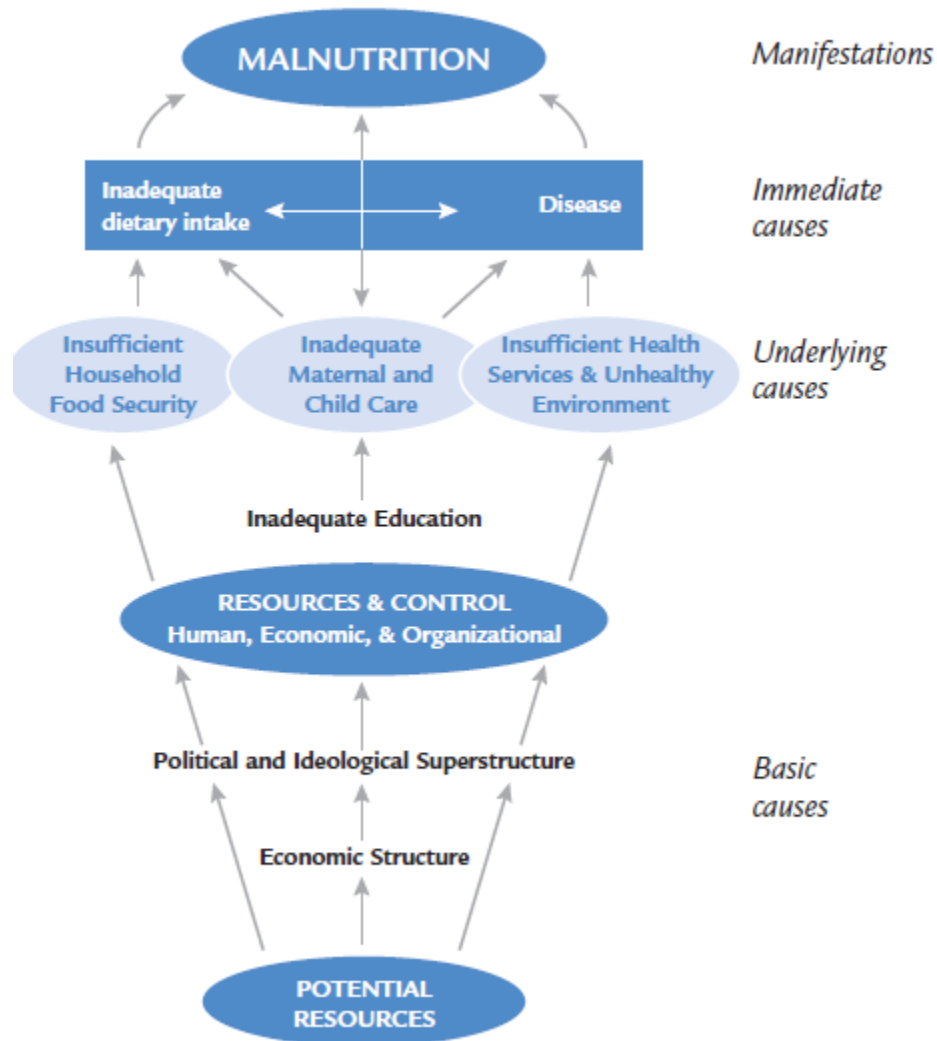 MALNUTRITION
Manifestations
Inadequate
dietary intake
Disease
Immediate
causes
Insufficient
Household
Food Security
Inadequate
Maternal and
Child Care
Insufficient Health
Services & Unhealthy
Environment
Underlying
causes
Inadequate Education
RESOURCES & CONTROL
Human, Economic, & Organizational
Political and Ideological Superstructure
Basic
causes
Economic Structure
POTENTIAL
RESOURCES